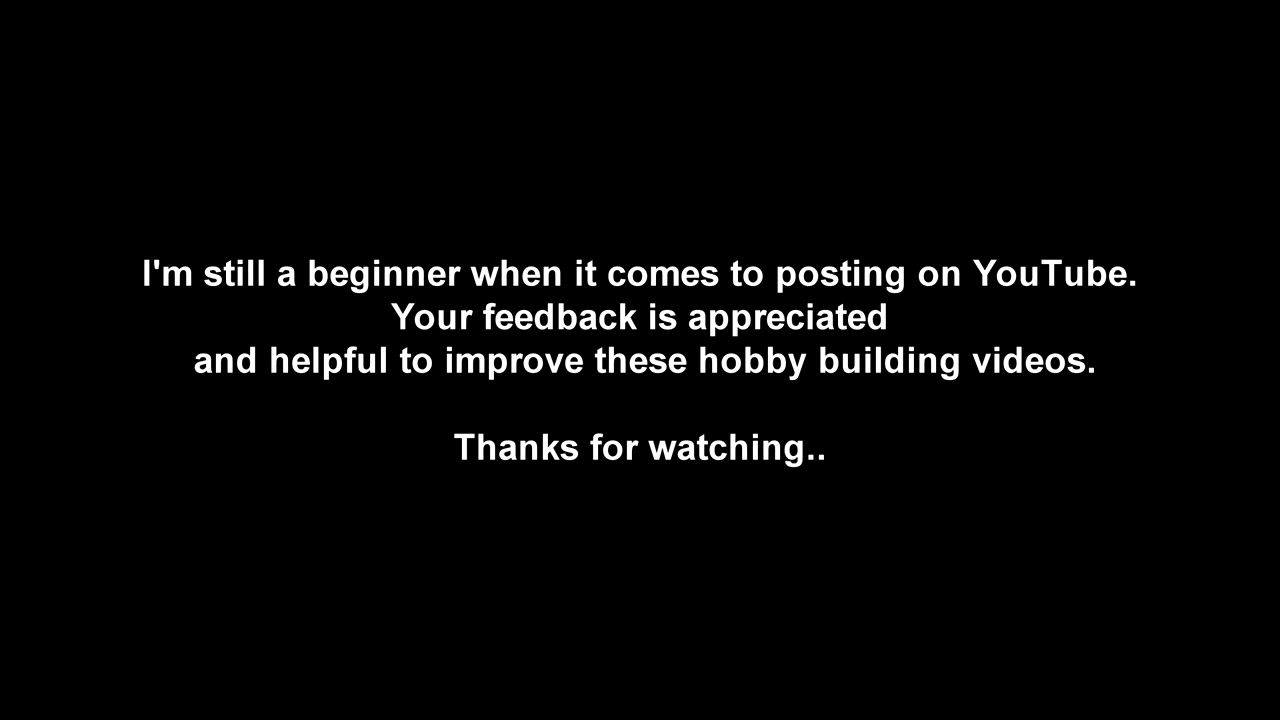 I'm still a beginner when it comes to posting on YouTube.
Your feedback is appreciated
and helpful to improve these hobby building videos.
Thanks for watching..